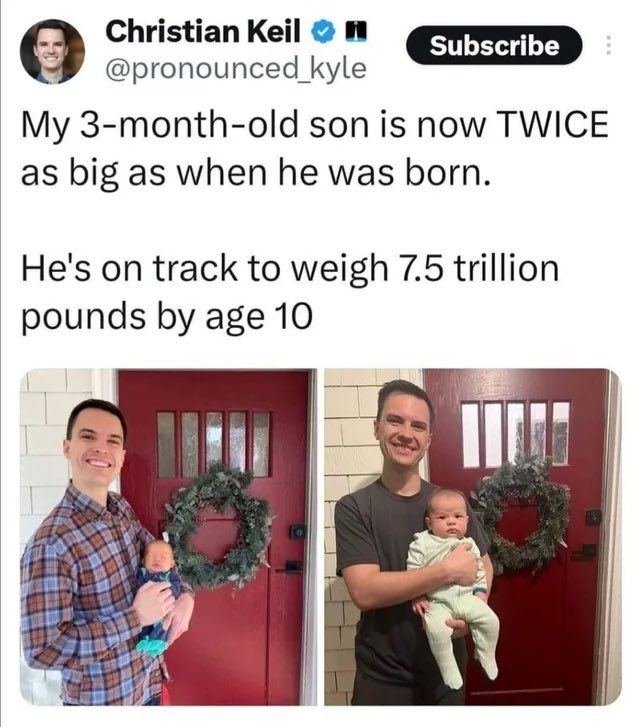 Christian Keil
@pronounced_kyle
Subscribe
My 3-month-old son is now TWICE
as big as when he was born.
He's on track to weigh 7.5 trillion
pounds by age 10